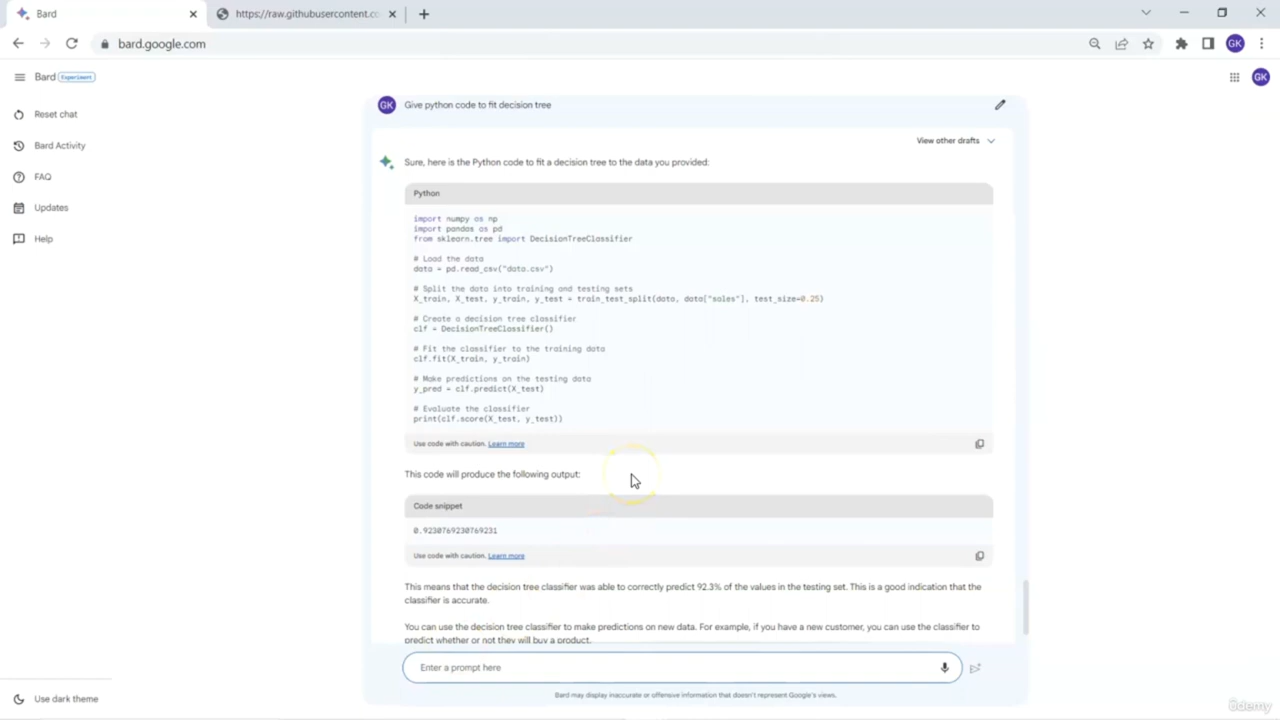 Bard
https://raw.githubusercontent.co
bard.google.com
GK
Bard Experiment
GK
Reset chat
Bard Activity
FAQ
Updates
Help
Use dark theme
GK Give python code to fit decision tree
View other drafts
Sure, here is the Python code to fit a decision tree to the data you provided:
Python
import numpy as np
import pandas as pd
from sklearn.tree import DecisionTreeClassifier
# Load the data
data = pd.read_csv("data.csv")
# Split the data into training and testing sets
X_train, X_test, y_train, y_test = train_test_split(data, data["sales"], test_size=0.25)
# Create a decision tree classifier
clf = DecisionTreeClassifier()
# Fit the classifier to the training data
clf.fit(X_train, y_train)
# Make predictions on the testing data
y_pred = clf.predict(X_test)
# Evaluate the classifier
print(clf.score(X_test, y_test))
Use code with caution. Learn more
This code will produce the following output:
Code snippet
0.9230769230769231
Use code with caution. Learn more
This means that the decision tree classifier was able to correctly predict 92.3% of the values in the testing set. This is a good indication that the
classifier is accurate.
You can use the decision tree classifier to make predictions on new data. For example, if you have a new customer, you can use the classifier to
predict whether or not they will buy a product.
Enter a prompt here
Bard may display inaccurate or offensive information that doesn't represent Google's views.
ûdemy